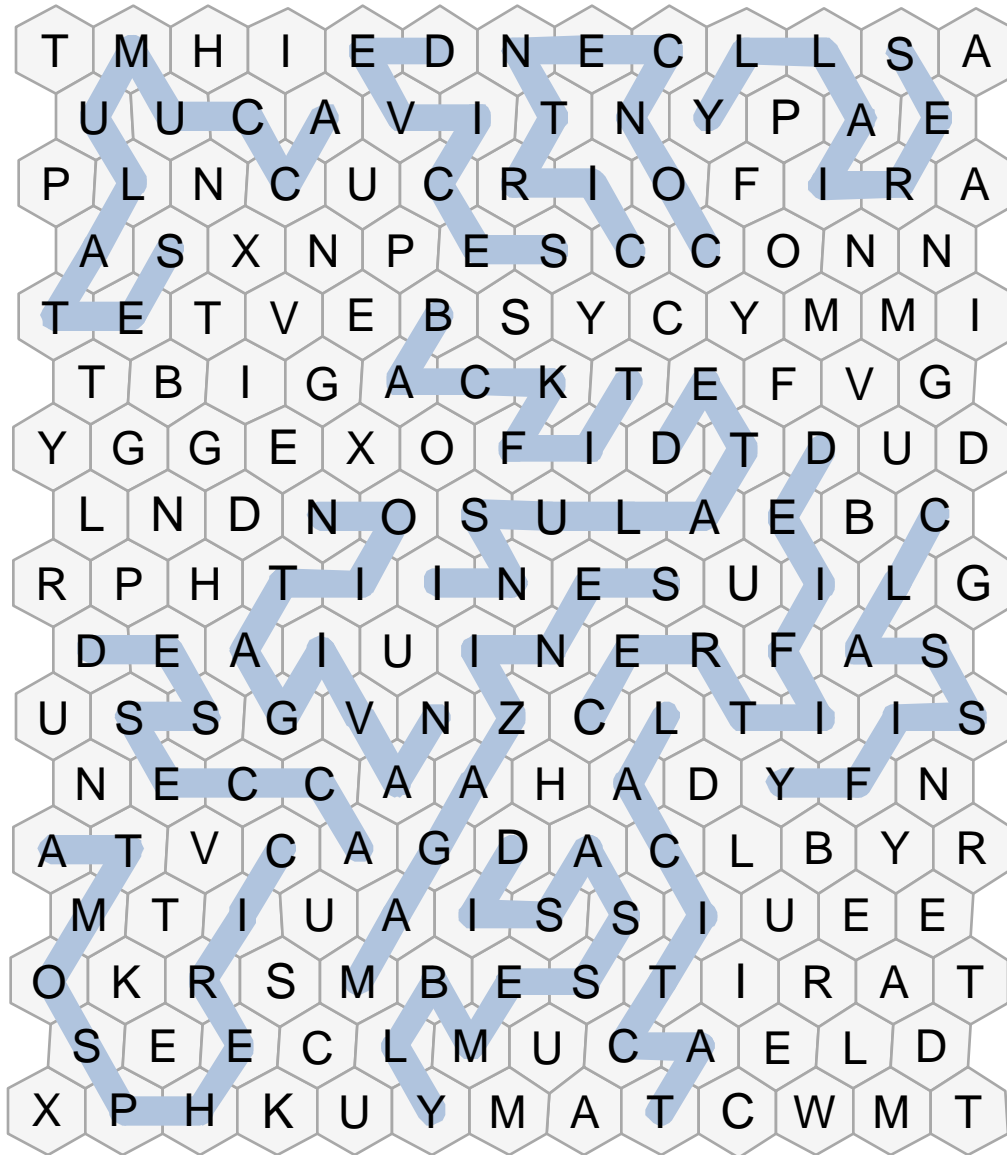 T M H I E D N E C L L S A
U U C A V I T N Y P A E
P L N C U C R I O F I R A
A S X N P E S C C O N N
T E T V E B S Y C Y M M I
T B I G A C K T E F V G
Y G G E X O F I D T D U D
L N D N O S U L A E B C
R P H T I I N E S U I L G
D E A I U I N E R F A S
U S S G V N Z C L T I I S
N E C C A A H A D Y F N
A T V C A G D A C L B Y R
M T I U A I S S I U E E
O K R S M B E S T I R A T
S E E C L M U C A E L D
X P H K U Y M A T C W M T